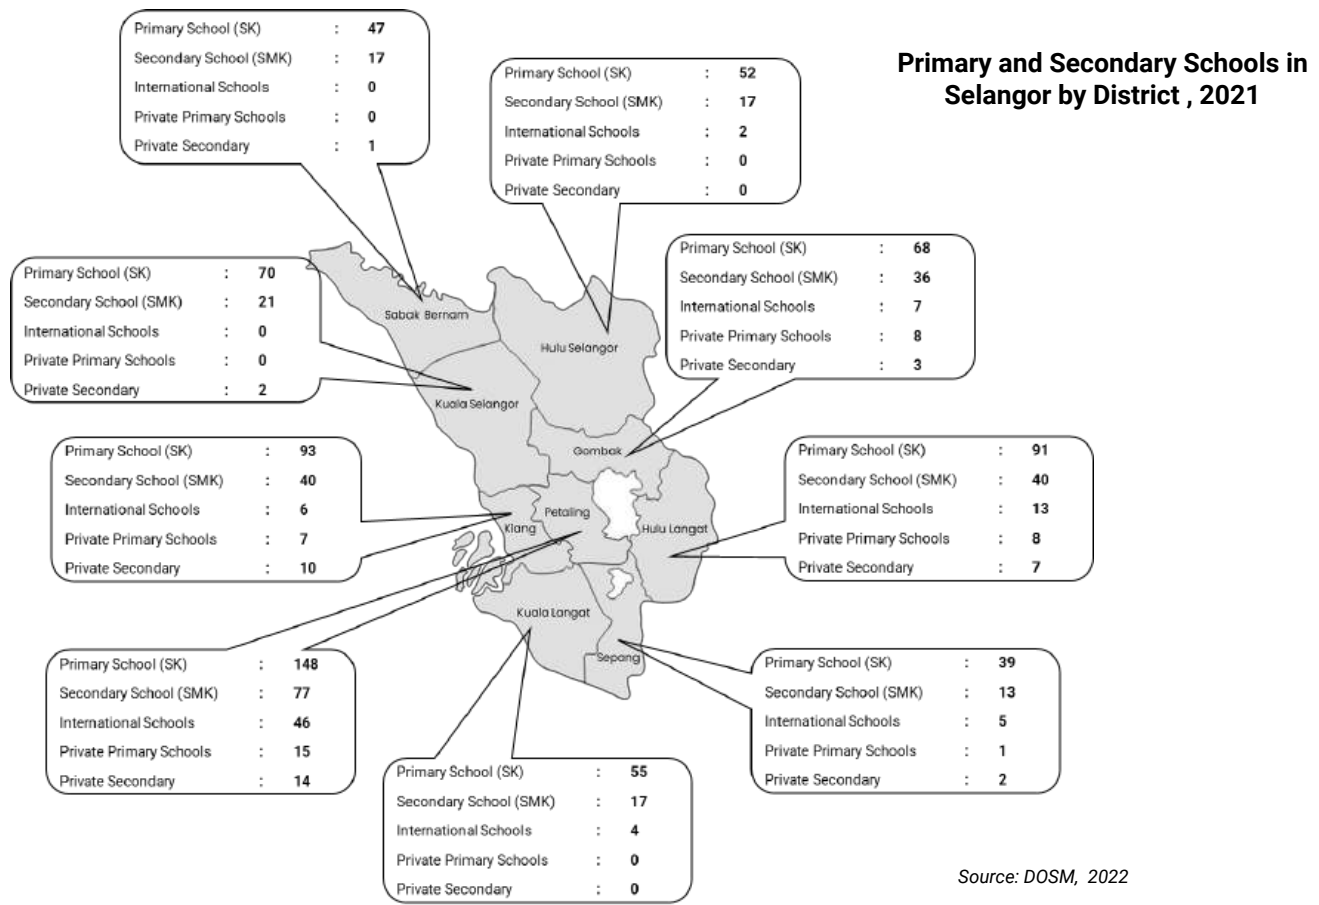 Primary and Secondary Schools in
Selangor by District , 2021
Primary School (SK) : 47
Secondary School (SMK) : 17
International Schools : 0
Private Primary Schools : 0
Private Secondary : 1
Primary School (SK) : 52
Secondary School (SMK) : 17
International Schools : 2
Private Primary Schools : 0
Private Secondary : 0
Primary School (SK) : 68
Secondary School (SMK) : 36
International Schools : 7
Private Primary Schools : 8
Private Secondary : 3
Primary School (SK) : 70
Secondary School (SMK) : 21
International Schools : 0
Private Primary Schools : 0
Private Secondary : 2
Sabak Bernam
Hulu Selangor
Kuala Selangor
Gombak
Petaling
Klang
Hulu Langat
Kuala Langat
Sepang
Primary School (SK) : 93
Secondary School (SMK) : 40
International Schools : 6
Private Primary Schools : 7
Private Secondary : 10
Primary School (SK) : 91
Secondary School (SMK) : 40
International Schools : 13
Private Primary Schools : 8
Private Secondary : 7
Primary School (SK) : 148
Secondary School (SMK) : 77
International Schools : 46
Private Primary Schools : 15
Private Secondary : 14
Primary School (SK) : 39
Secondary School (SMK) : 13
International Schools : 5
Private Primary Schools : 1
Private Secondary : 2
Primary School (SK) : 55
Secondary School (SMK) : 17
International Schools : 4
Private Primary Schools : 0
Private Secondary : 0
Source: DOSM, 2022